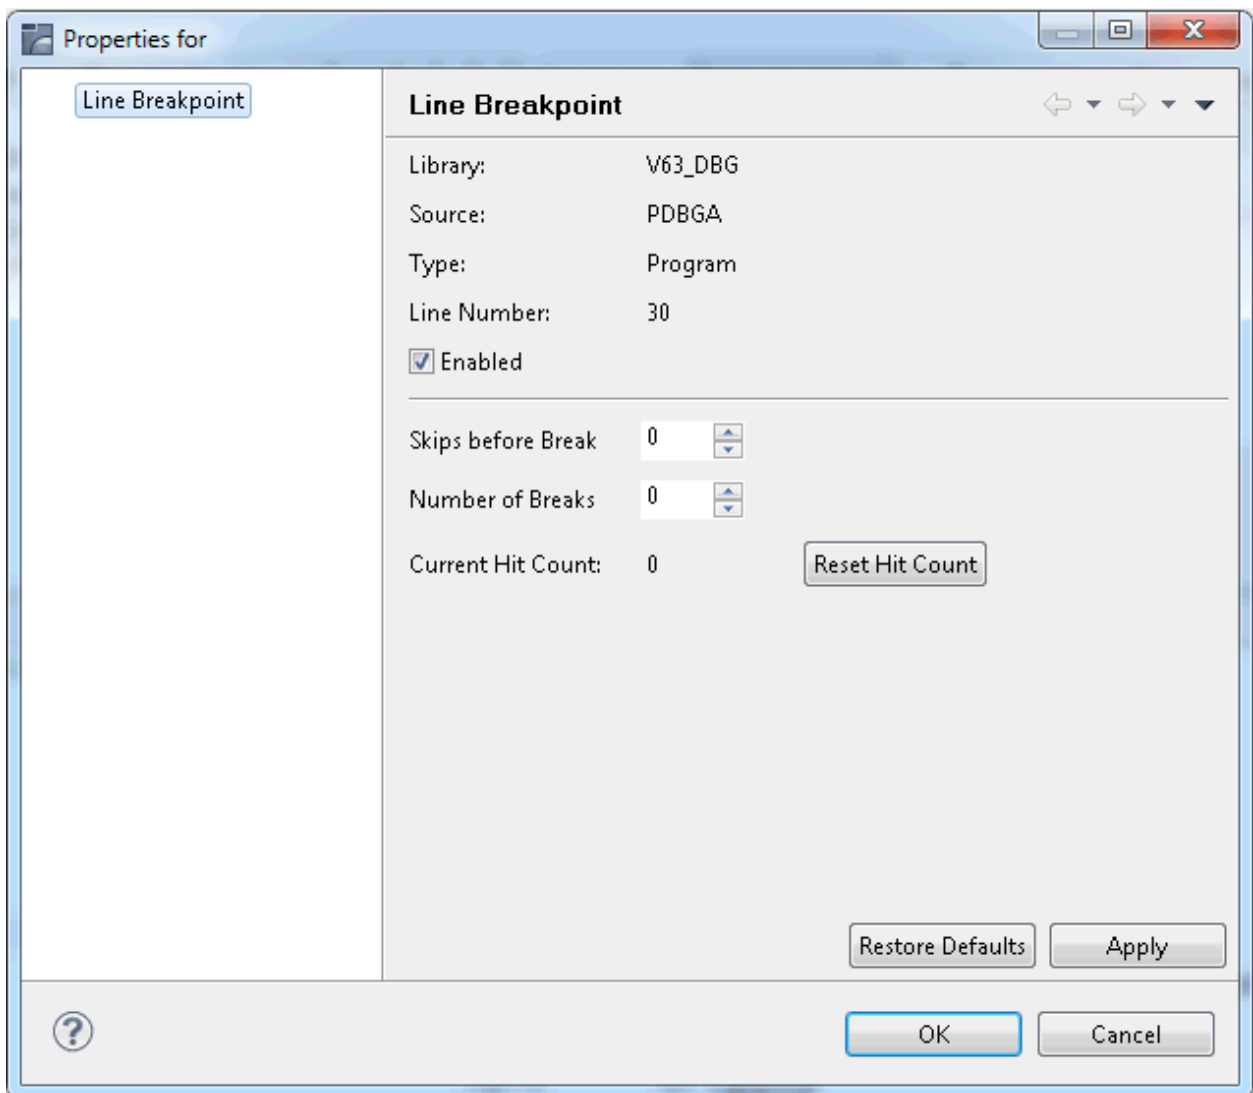 Properties for
Line Breakpoint
Line Breakpoint
Library: V63_DBG
Source: PDBGA
Type: Program
Line Number: 30
Enabled
Skips before Break 0
Number of Breaks 0
Current Hit Count: 0 Reset Hit Count
Restore Defaults Apply
? OK Cancel